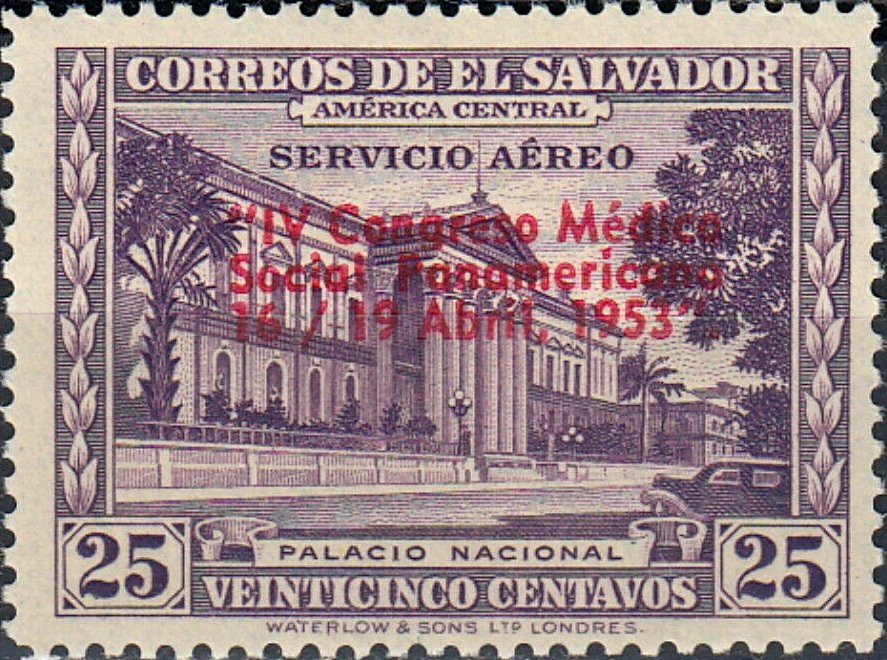 CORREOS DE EL SALVADOR
AMÉRICA CENTRAL
SERVICIO AÊREO
"IV Congreso Médico
Social Panamericano
16 / 19 Abril, 1953".
25
PALACIO NACIONAL
25
VEINTICINCO CENTAVOS
WATERLOW & SONS LTD LONDRES.